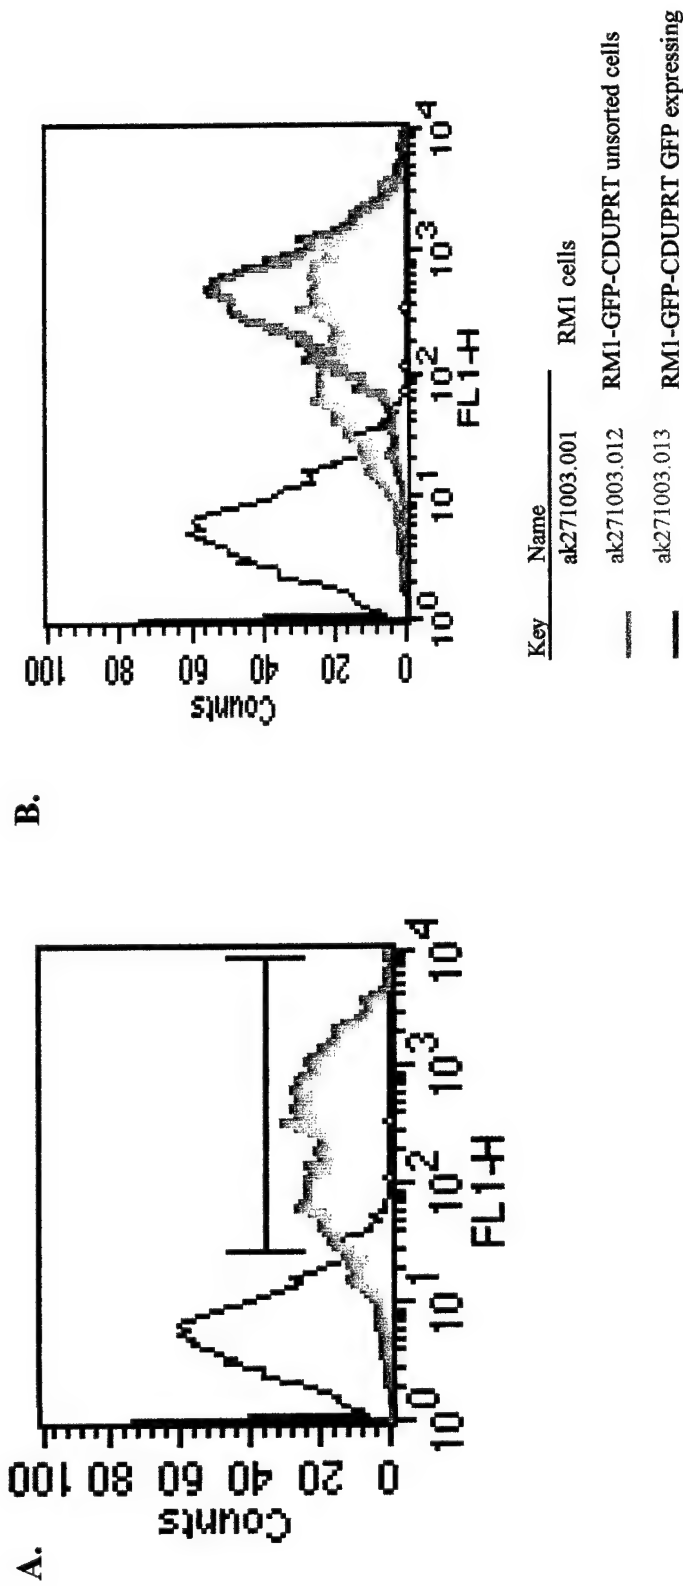 A.
100
80
60
40
20
0
Counts
10^0 10^1 10^2 10^3 10^4
FL1-H
B.
100
80
60
40
20
0
Counts
10^0 10^1 10^2 10^3 10^4
FL1-H
Key Name
ak271003.001 RM1 cells
ak271003.012 RM1-GFP-CDUPRT unsorted cells
ak271003.013 RM1-GFP-CDUPRT GFP expressing